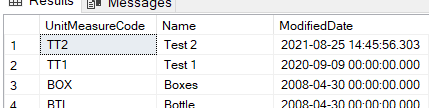 Results Messages
UnitMeasureCode Name ModifiedDate
1 TT2 Test 2 2021-08-25 14:45:56.303
2 TT1 Test 1 2020-09-09 00:00:00.000
3 BOX Boxes 2008-04-30 00:00:00.000
4 BTL Bottle 2008-04-30 00:00:00.000